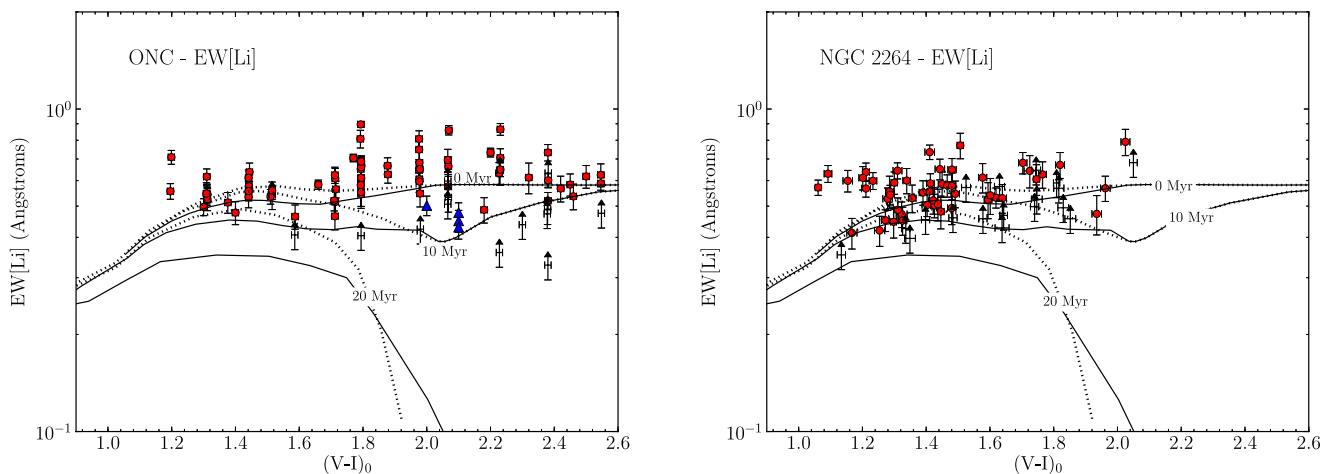 ONC - EW[Li]
EW[Li] (Angstroms)
10⁰
10⁻¹
0 Myr
10 Myr
20 Myr
1.0 1.2 1.4 1.6 1.8 2.0 2.2 2.4 2.6
(V-I)₀
NGC 2264 - EW[Li]
EW[Li] (Angstroms)
10⁰
10⁻¹
0 Myr
10 Myr
20 Myr
1.0 1.2 1.4 1.6 1.8 2.0 2.2 2.4 2.6
(V-I)₀